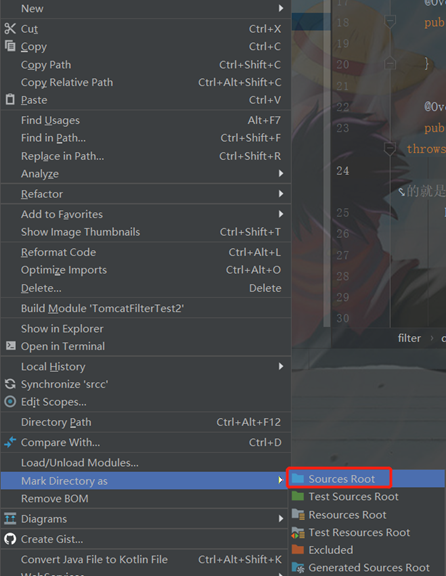 New
Cut Ctrl+X
Copy Ctrl+C
Copy Path Ctrl+Shift+C
Copy Relative Path Ctrl+Alt+Shift+C
Paste Ctrl+V
Find Usages Alt+F7
Find in Path... Ctrl+Shift+F
Replace in Path... Ctrl+Shift+R
Analyze
Refactor
Add to Favorites
Show Image Thumbnails Ctrl+Shift+T
Reformat Code Ctrl+Alt+L
Optimize Imports Ctrl+Alt+O
Delete... Delete
Build Module 'TomcatFilterTest2'
Show in Explorer
Open in Terminal
Local History
Synchronize 'srcc'
Edit Scopes...
Directory Path Ctrl+Alt+F12
Compare With... Ctrl+D
Load/Unload Modules...
Mark Directory as
Remove BOM
Diagrams
Create Gist...
Convert Java File to Kotlin File Ctrl+Alt+Shift+K
WebServices
Sources Root
Test Sources Root
Resources Root
Test Resources Root
Excluded
Generated Sources Root
17 @Ov
18 pub
19
20 }
21
22 @Ov
23 pub
throws
24
的就是
25
26
27
28
29
30
filter